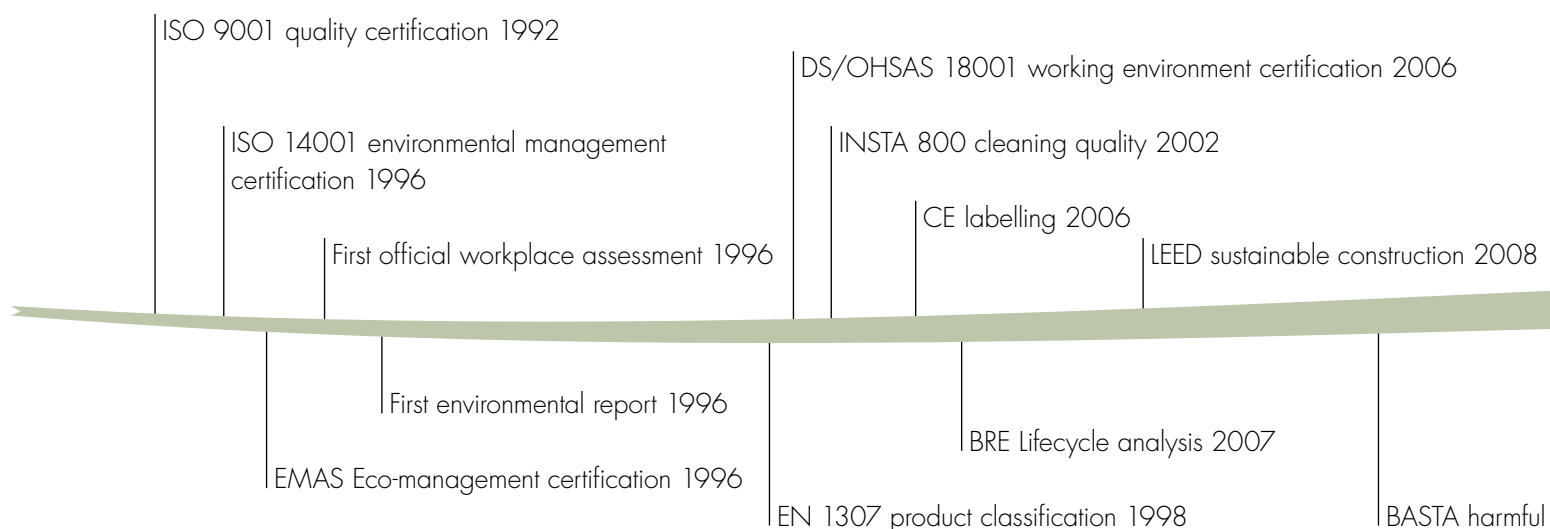 ISO 9001 quality certification 1992
DS/OHSAS 18001 working environment certification 2006
ISO 14001 environmental management
certification 1996
INSTA 800 cleaning quality 2002
CE labelling 2006
First official workplace assessment 1996
LEED sustainable construction 2008
First environmental report 1996
BRE Lifecycle analysis 2007
EMAS Eco-management certification 1996
EN 1307 product classification 1998
BASTA harmful